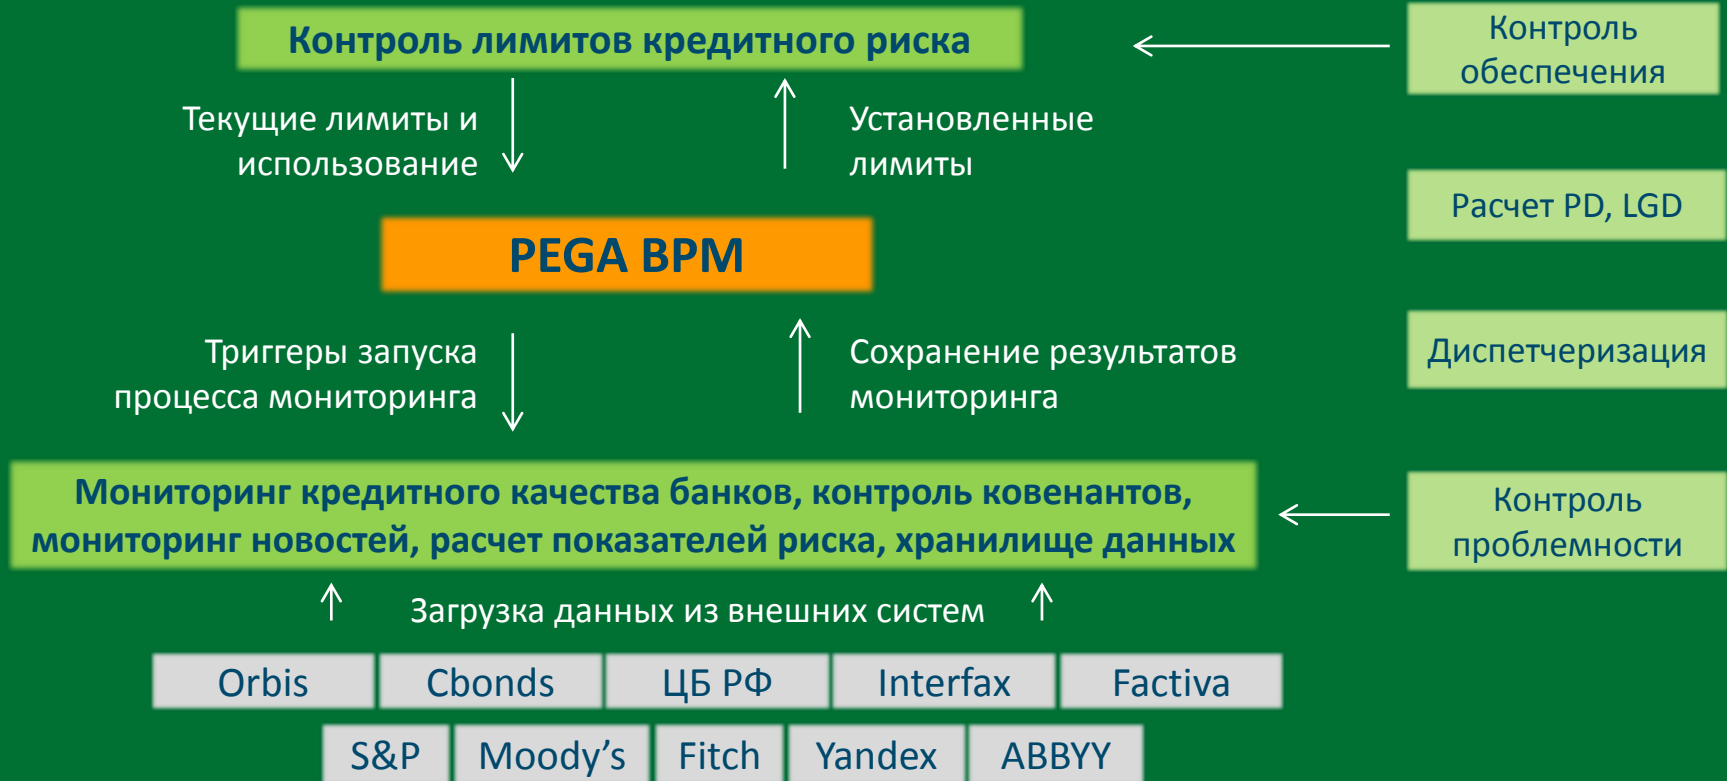 Контроль лимитов кредитного риска
Контроль
обеспечения
Текущие лимиты и
использование
Установленные
лимиты
Расчет PD, LGD
PEGA BPM
Триггеры запуска
процесса мониторинга
Сохранение результатов
мониторинга
Диспетчеризация
Мониторинг кредитного качества банков, контроль ковенантов,
мониторинг новостей, расчет показателей риска, хранилище данных
Контроль
проблемности
Загрузка данных из внешних систем
Orbis
Cbonds
ЦБ РФ
Interfax
Factiva
S&P
Moody’s
Fitch
Yandex
ABBYY